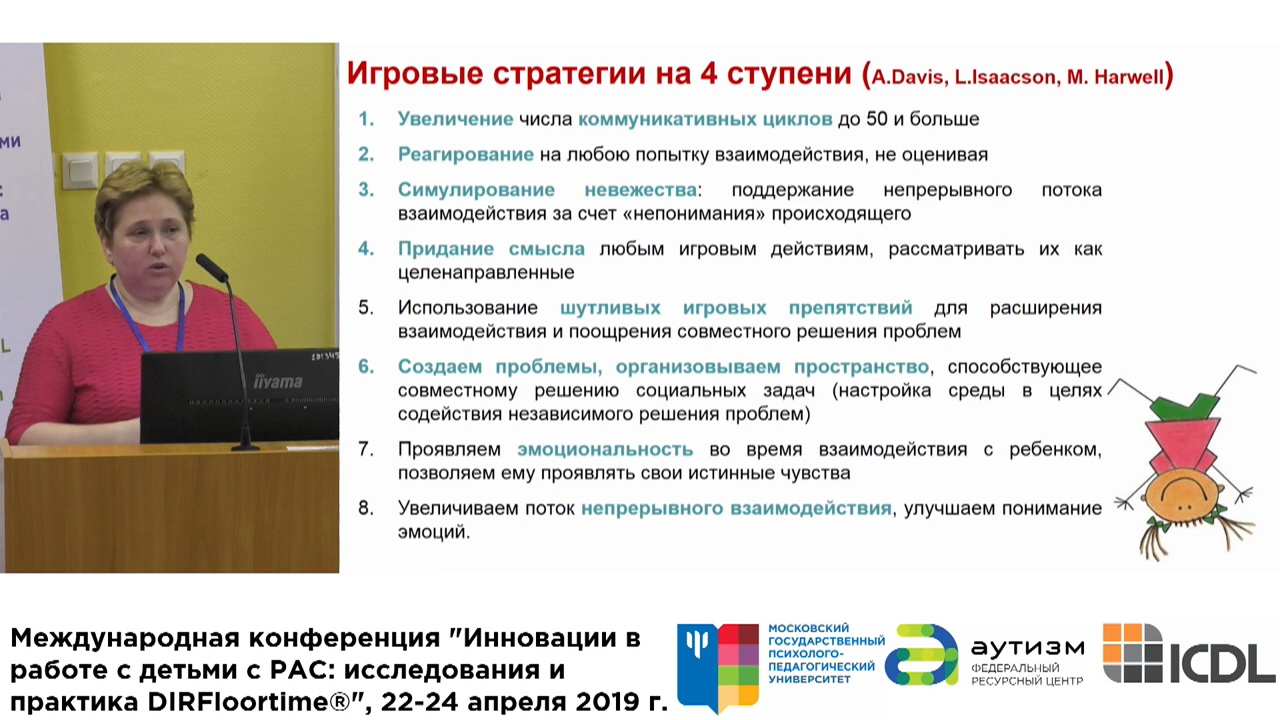 Игровые стратегии на 4 ступени (A.Davis, L.Isaacson, M. Harwell)
1. Увеличение числа коммуникативных циклов до 50 и больше
2. Реагирование на любою попытку взаимодействия, не оценивая
3. Симулирование невежества: поддержание непрерывного потока
взаимодействия за счет «непонимания» происходящего
4. Придание смысла любым игровым действиям, рассматривать их как
целенаправленные
5. Использование шутливых игровых препятствий для расширения
взаимодействия и поощрения совместного решения проблем
6. Создаем проблемы, организовываем пространство, способствующее
совместному решению социальных задач (настройка среды в целях
содействия независимого решения проблем)
7. Проявляем эмоциональность во время взаимодействия с ребенком,
позволяем ему проявлять свои истинные чувства
8. Увеличиваем поток непрерывного взаимодействия, улучшаем понимание
эмоций.
iiyama
Международная конференция "Инновации в
работе с детьми с РАС: исследования и
практика DIRFloortime®", 22-24 апреля 2019 г.
МОСКОВСКИЙ
ГОСУДАРСТВЕННЫЙ
ПСИХОЛОГО-
ПЕДАГОГИЧЕСКИЙ
УНИВЕРСИТЕТ
аутизм
ФЕДЕРАЛЬНЫЙ
РЕСУРСНЫЙ ЦЕНТР
ICDL